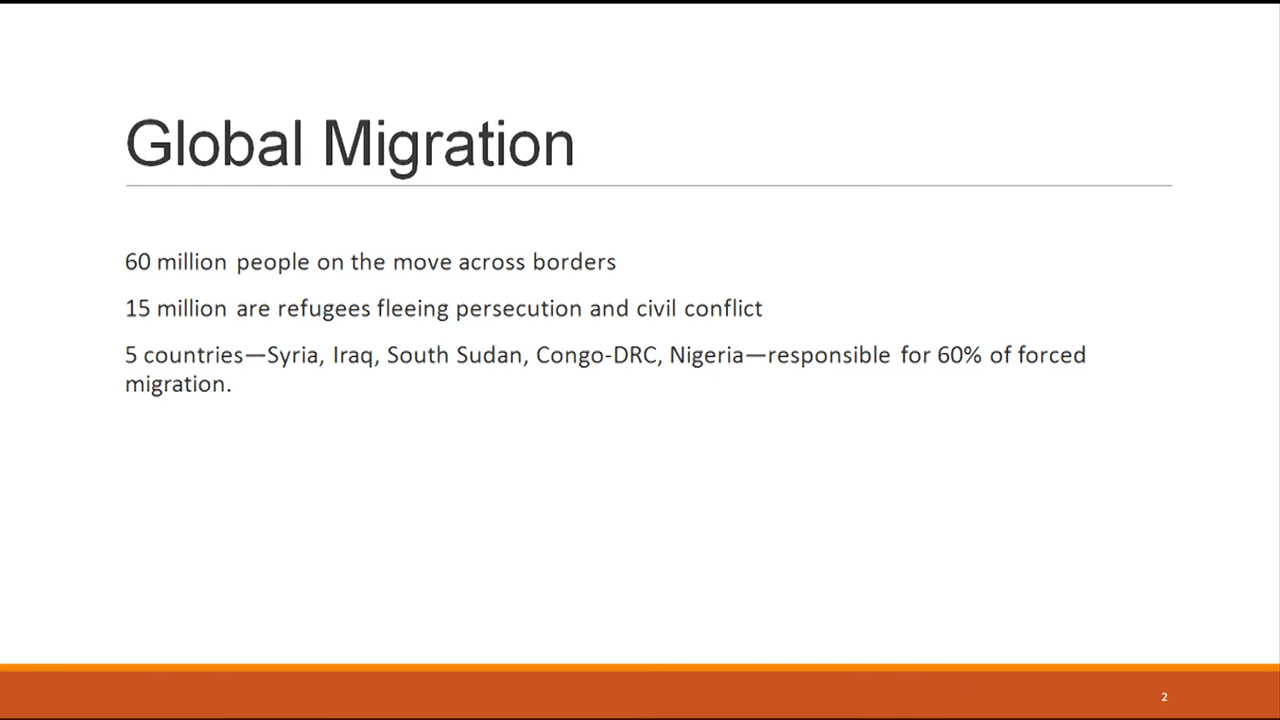 Global Migration
60 million people on the move across borders
15 million are refugees fleeing persecution and civil conflict
5 countries—Syria, Iraq, South Sudan, Congo-DRC, Nigeria—responsible for 60% of forced
migration.
2